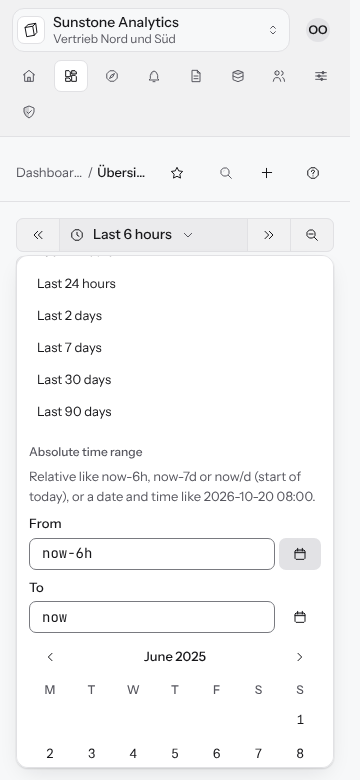 Sunstone Analytics
Vertrieb Nord und Süd
OO
Dashboar... / Übersi...
Last 6 hours
Last 24 hours
Last 2 days
Last 7 days
Last 30 days
Last 90 days
Absolute time range
Relative like now-6h, now-7d or now/d (start of
today), or a date and time like 2026-10-20 08:00.
From
now-6h
To
now
June 2025
M T W T F S S
1
2 3 4 5 6 7 8